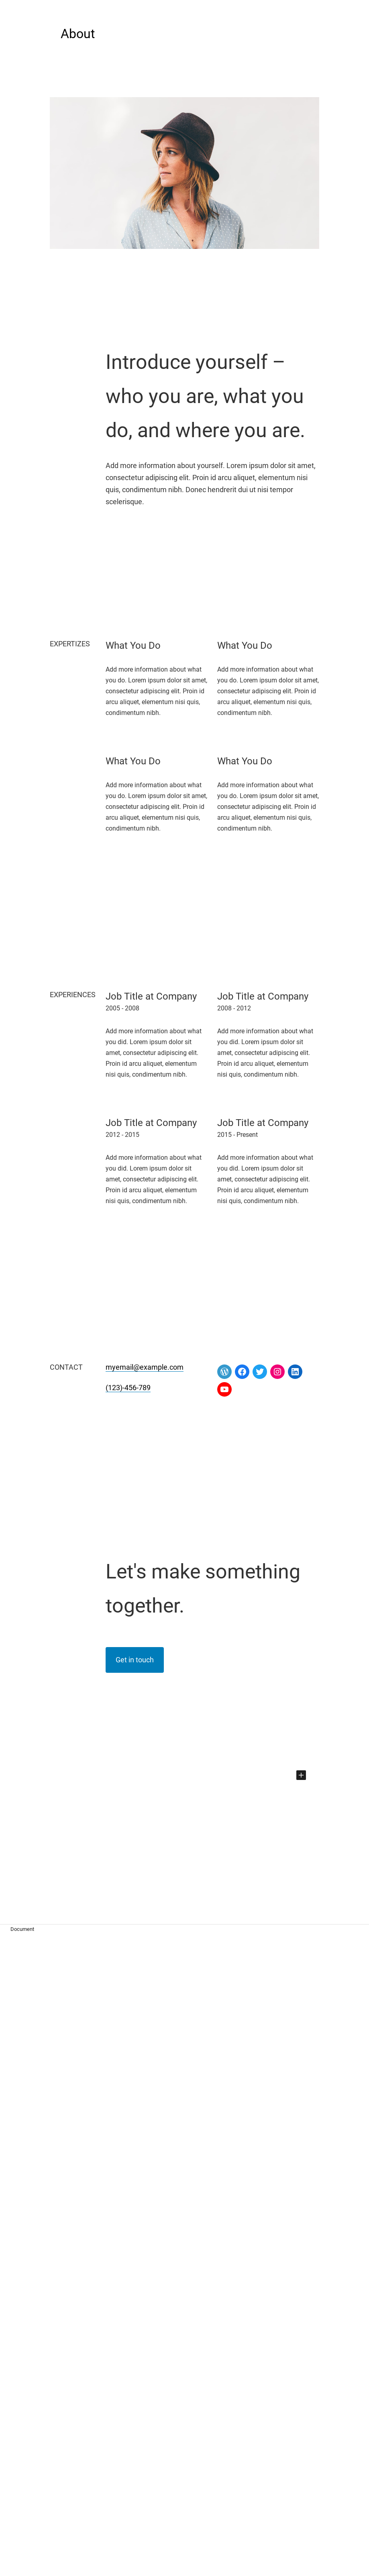 About
Introduce yourself –
who you are, what you
do, and where you are.
Add more information about yourself. Lorem ipsum dolor sit amet,
consectetur adipiscing elit. Proin id arcu aliquet, elementum nisi
quis, condimentum nibh. Donec hendrerit dui ut nisi tempor
scelerisque.
EXPERTIZES
What You Do
Add more information about what
you do. Lorem ipsum dolor sit amet,
consectetur adipiscing elit. Proin id
arcu aliquet, elementum nisi quis,
condimentum nibh.
What You Do
Add more information about what
you do. Lorem ipsum dolor sit amet,
consectetur adipiscing elit. Proin id
arcu aliquet, elementum nisi quis,
condimentum nibh.
What You Do
Add more information about what
you do. Lorem ipsum dolor sit amet,
consectetur adipiscing elit. Proin id
arcu aliquet, elementum nisi quis,
condimentum nibh.
What You Do
Add more information about what
you do. Lorem ipsum dolor sit amet,
consectetur adipiscing elit. Proin id
arcu aliquet, elementum nisi quis,
condimentum nibh.
EXPERIENCES
Job Title at Company
2005 - 2008
Add more information about what
you did. Lorem ipsum dolor sit
amet, consectetur adipiscing elit.
Proin id arcu aliquet, elementum
nisi quis, condimentum nibh.
Job Title at Company
2008 - 2012
Add more information about what
you did. Lorem ipsum dolor sit
amet, consectetur adipiscing elit.
Proin id arcu aliquet, elementum
nisi quis, condimentum nibh.
Job Title at Company
2012 - 2015
Add more information about what
you did. Lorem ipsum dolor sit
amet, consectetur adipiscing elit.
Proin id arcu aliquet, elementum
nisi quis, condimentum nibh.
Job Title at Company
2015 - Present
Add more information about what
you did. Lorem ipsum dolor sit
amet, consectetur adipiscing elit.
Proin id arcu aliquet, elementum
nisi quis, condimentum nibh.
CONTACT
myemail@example.com
(123)-456-789
Let's make something
together.
Get in touch
Document